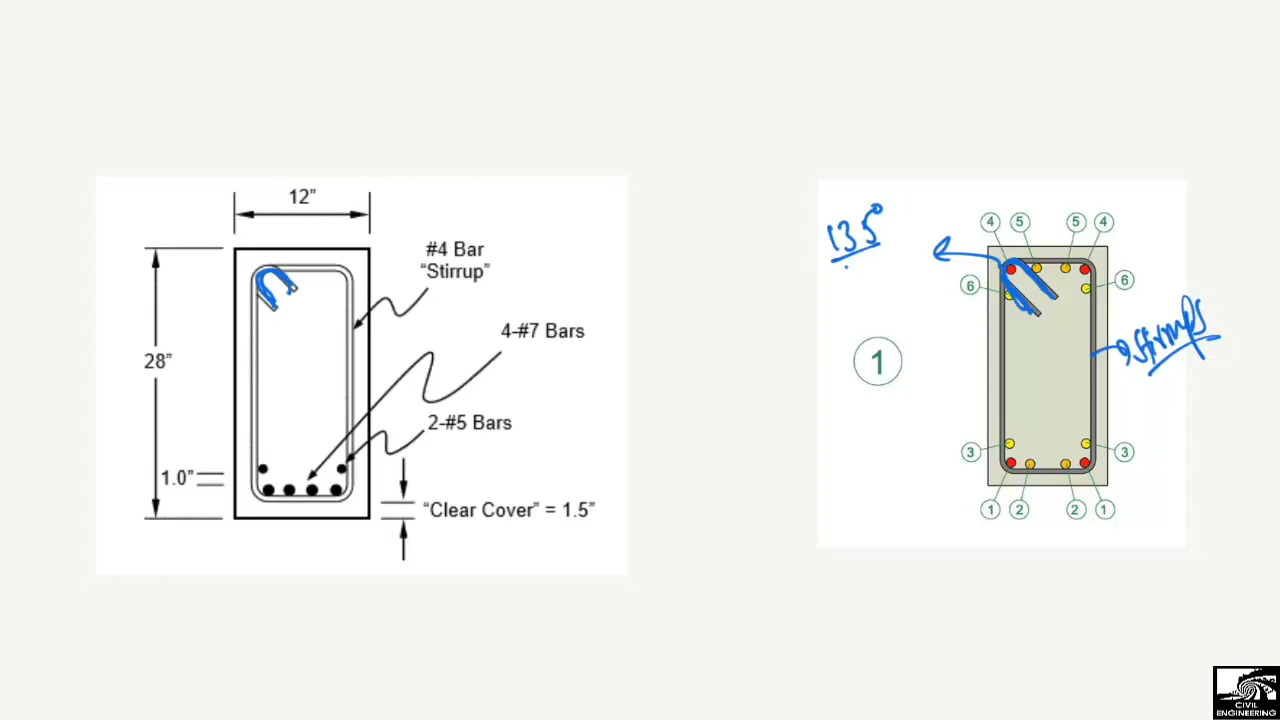 12”
#4 Bar
“Stirrup”
4-#7 Bars
28”
2-#5 Bars
1.0”
“Clear Cover” = 1.5”
135°
4 5 5 4
6 6
stirrups
1
3 3
1 2 2 1
CIVIL
ENGINEERING